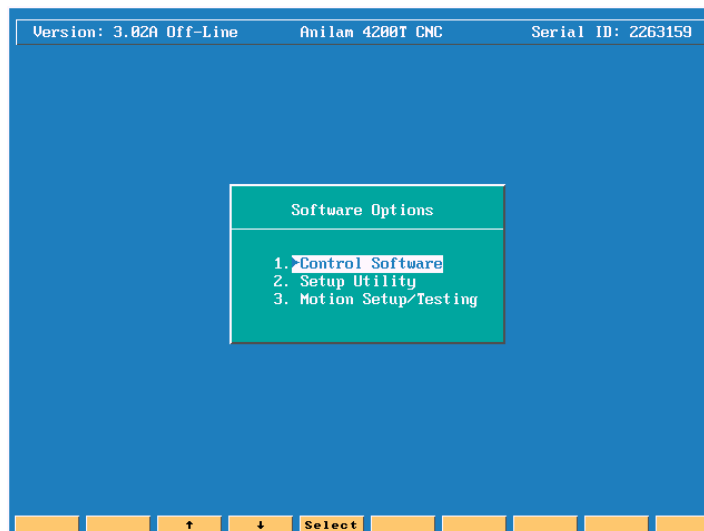 Version: 3.02A Off-Line Anilam 4200T CNC Serial ID: 2263159
Software Options
1.➤Control Software
2. Setup Utility
3. Motion Setup/Testing
↑ ↓ Select